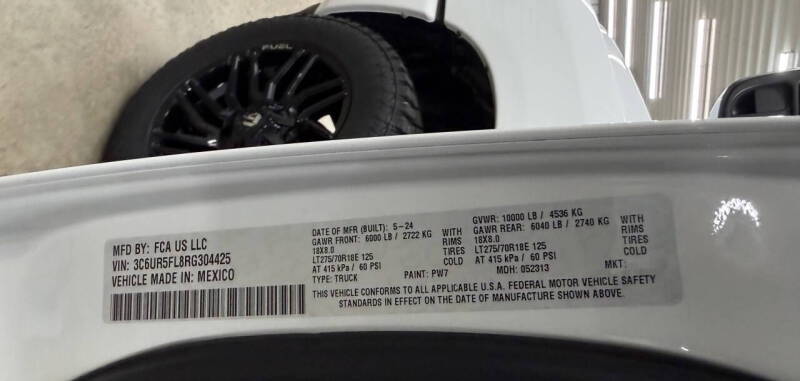 FUEL
MFD BY: FCA US LLC
VIN: 3C6UR5FL8RG304425
VEHICLE MADE IN: MEXICO
DATE OF MFR (BUILT): 5-24
GAWR FRONT: 6000 LB / 2722 KG WITH
18X8.0 RIMS
LT275/70R18E 125 TIRES
AT 415 kPa / 60 PSI COLD
TYPE: TRUCK PAINT: PW7
GVWR: 10000 LB / 4536 KG
GAWR REAR: 6040 LB / 2740 KG WITH
18X8.0 RIMS
LT275/70R18E 125 TIRES
AT 415 kPa / 60 PSI COLD
MDH: 052313 MKT:
THIS VEHICLE CONFORMS TO ALL APPLICABLE U.S.A. FEDERAL MOTOR VEHICLE SAFETY
STANDARDS IN EFFECT ON THE DATE OF MANUFACTURE SHOWN ABOVE.